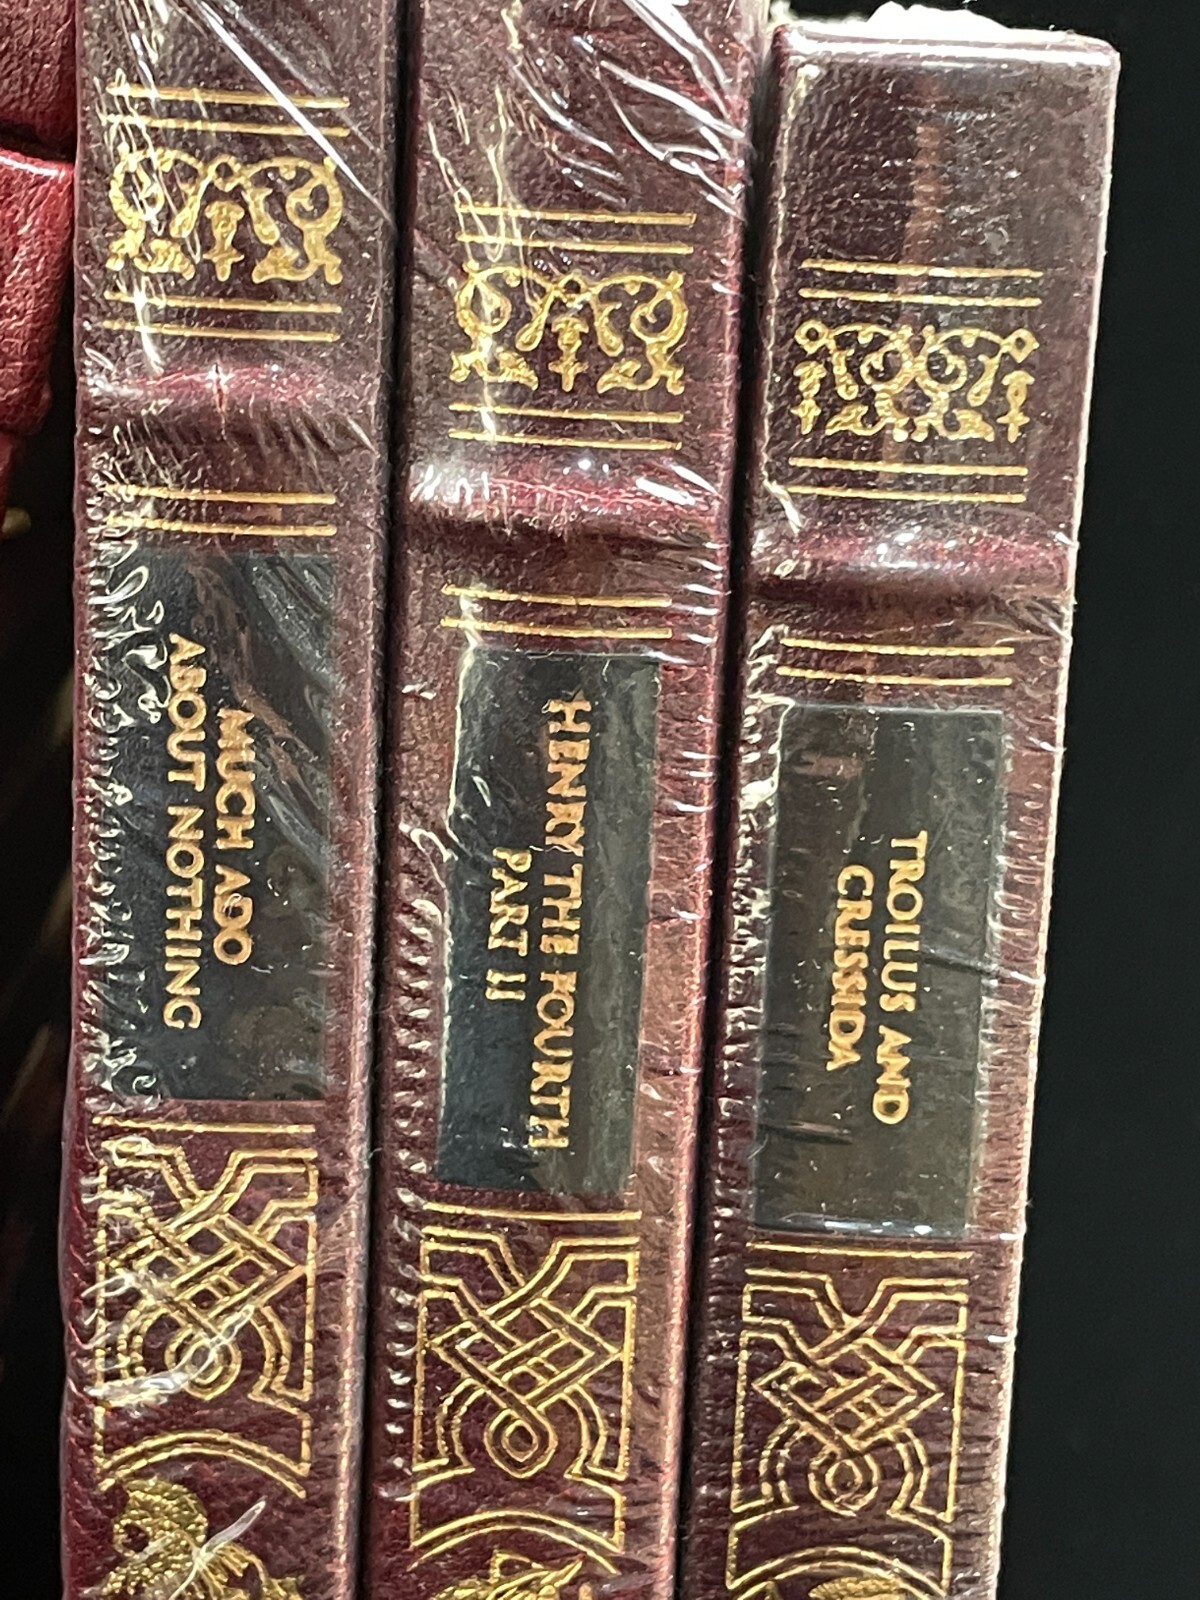 MUCH ADO
ABOUT NOTHING
HENRY THE FOURTH
PART II
TROILUS AND
CRESSIDA